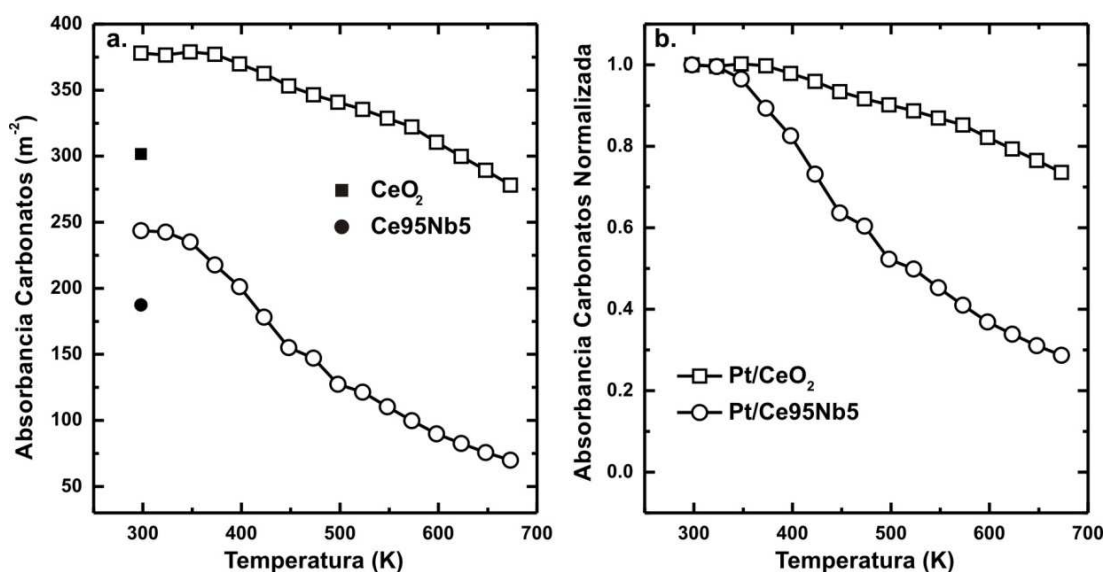 a.
Absorbancia Carbonatos (m⁻²)
400
350
300
250
200
150
100
50
CeO₂
Ce95Nb5
300 400 500 600 700
Temperatura (K)
b.
Absorbancia Carbonatos Normalizada
1.0
0.8
0.6
0.4
0.2
0.0
Pt/CeO₂
Pt/Ce95Nb5
300 400 500 600 700
Temperatura (K)